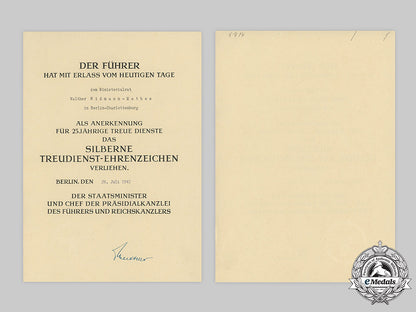 DER FÜHRER
HAT MIT ERLASS VOM HEUTIGEN TAGE
dem Ministerialrat
in Berlin-Charlottenburg
ALS ANERKENNUNG
FÜR 25JÄHRIGE TREUE DIENSTE
DAS
SILBERNE
TREUDIENST-EHRENZEICHEN
VERLIEHEN.
BERLIN, DEN
DER STAATSMINISTER
UND CHEF DER PRÄSIDIALKANZLEI
DES FÜHRERS UND REICHSKANZLERS
eMedals